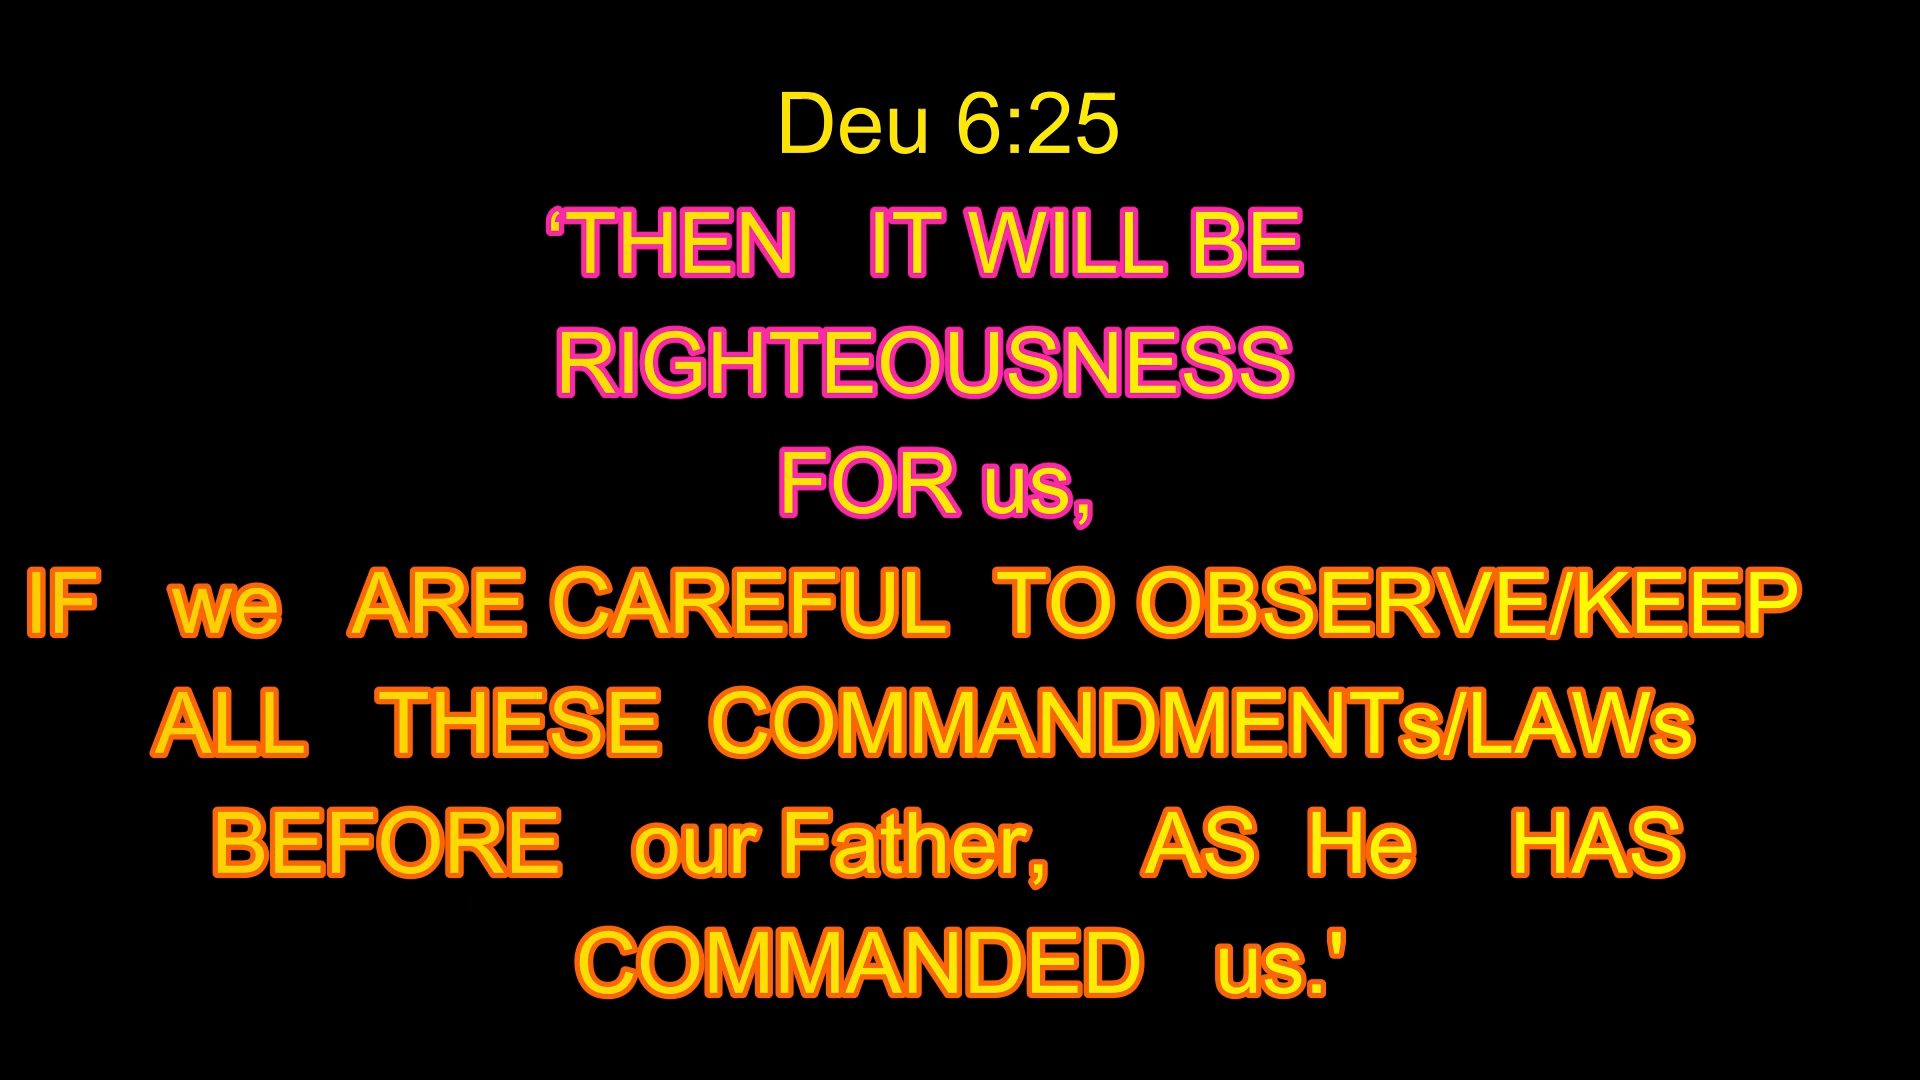 Deu 6:25
‘THEN   IT WILL BE
RIGHTEOUSNESS
FOR us,
IF   we   ARE CAREFUL  TO OBSERVE/KEEP
ALL   THESE  COMMANDMENTs/LAWs
BEFORE   our Father,    AS  He    HAS
COMMANDED   us.'